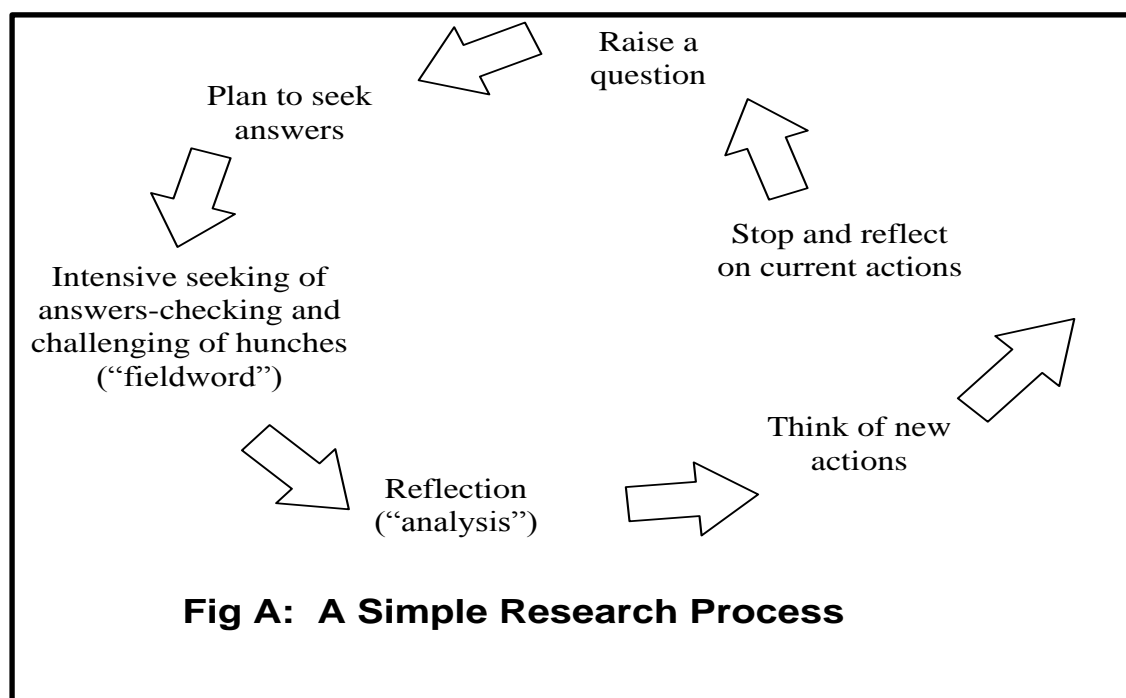 Raise a
question
Plan to seek
answers
Intensive seeking of
answers-checking and
challenging of hunches
(“fieldword”)
Reflection
(“analysis”)
Think of new
actions
Stop and reflect
on current actions
Fig A: A Simple Research Process